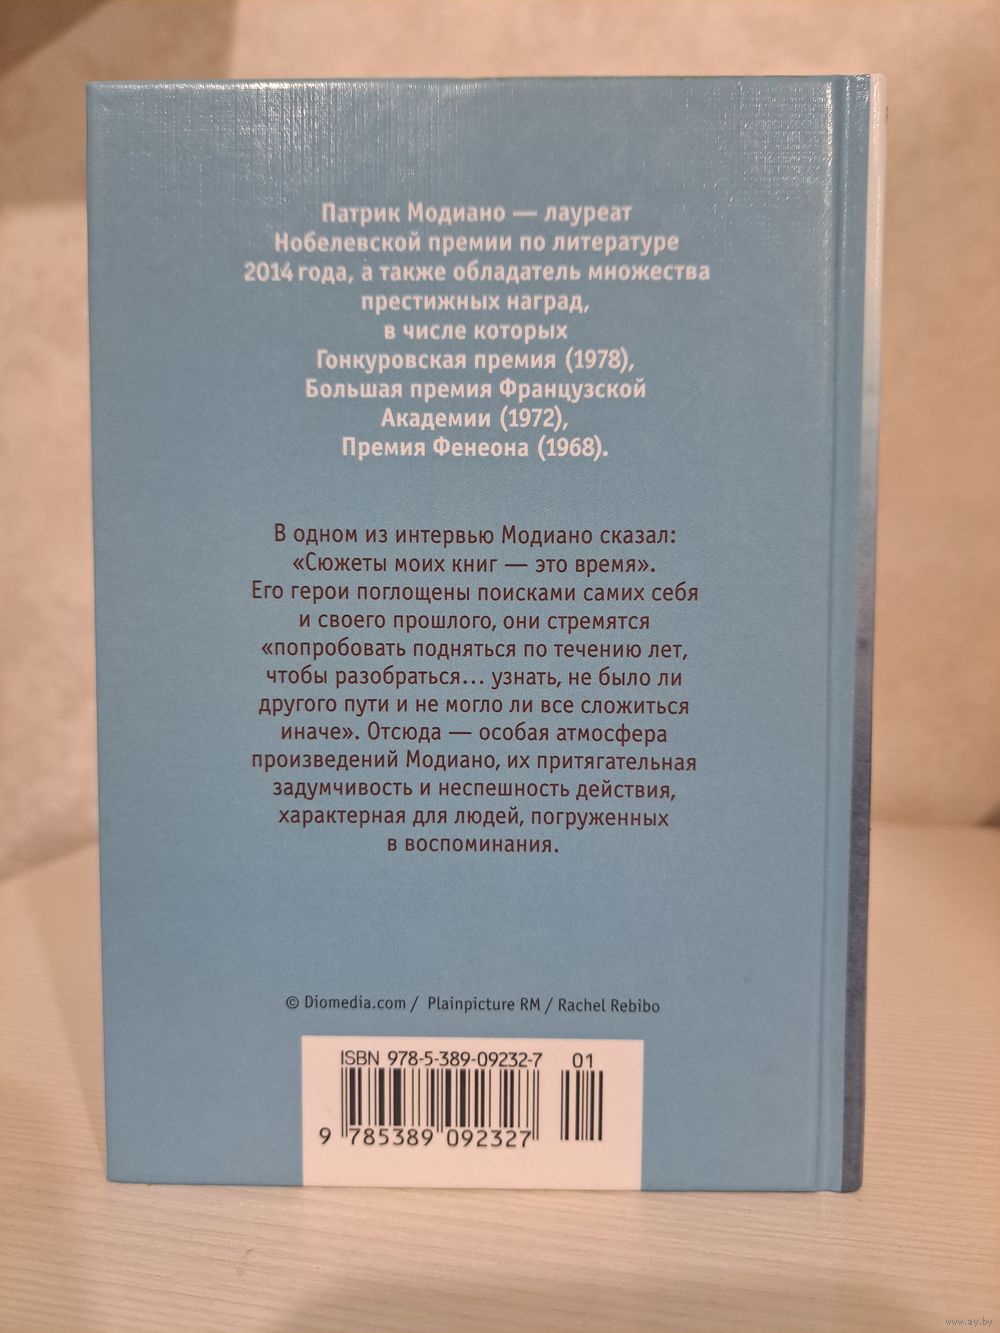 Патрик Модиано — лауреат
Нобелевской премии по литературе
2014 года, а также обладатель множества
престижных наград,
в числе которых
Гонкуровская премия (1978),
Большая премия Французской
Академии (1972),
Премия Фенеона (1968).
В одном из интервью Модиано сказал:
«Сюжеты моих книг — это время».
Его герои поглощены поисками самих себя
и своего прошлого, они стремятся
«попробовать подняться по течению лет,
чтобы разобраться... узнать, не было ли
другого пути и не могло ли все сложиться
иначе». Отсюда — особая атмосфера
произведений Модиано, их притягательная
задумчивость и неспешность действия,
характерная для людей, погруженных
в воспоминания.
© Diomedia.com / Plainpicture RM / Rachel Rebibo
ISBN 978-5-389-09232-7 01
9 785389 092327
www.ay.by